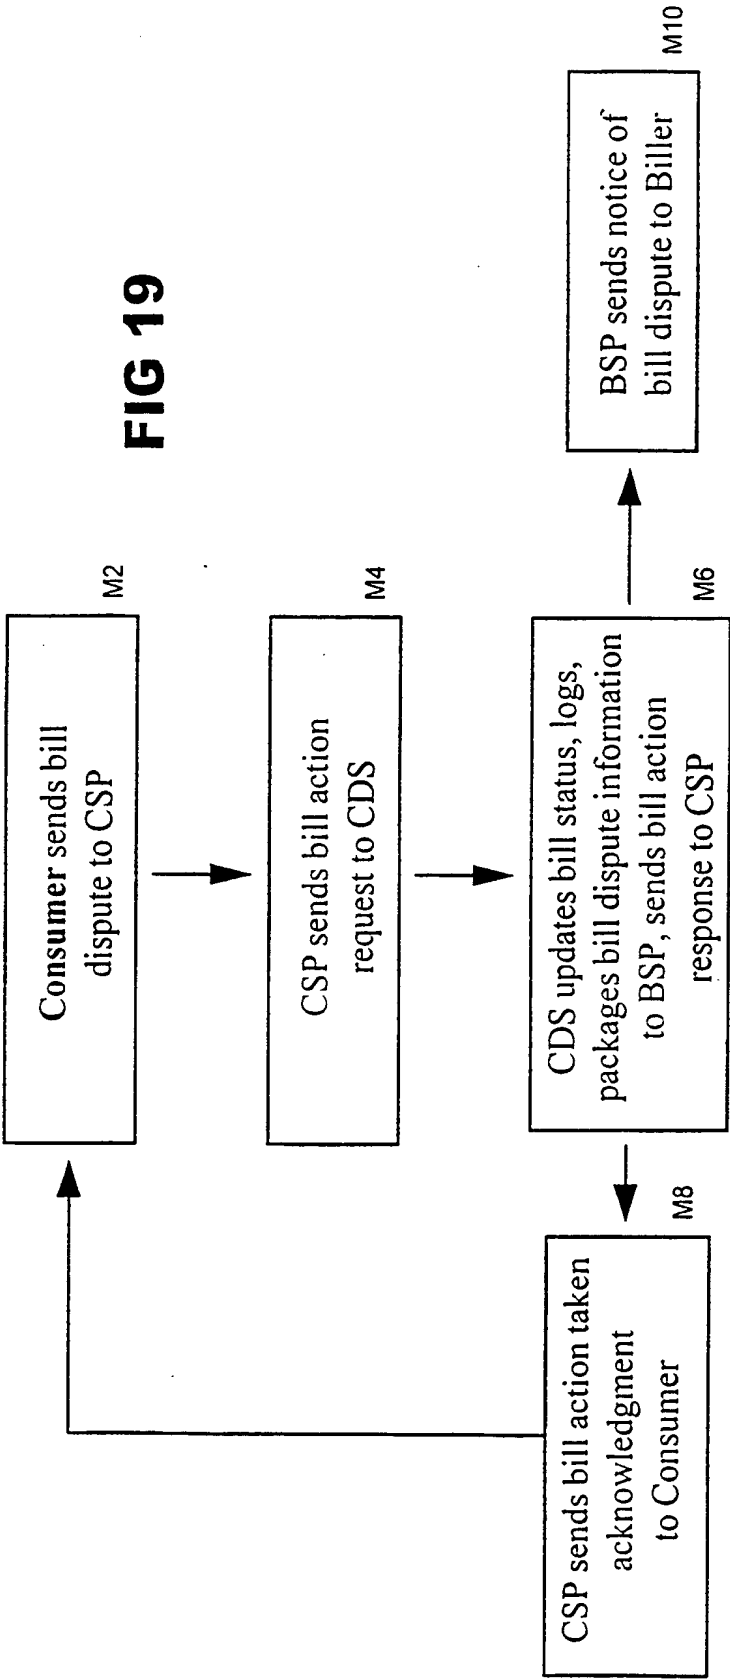 FIG 19
Consumer sends bill
dispute to CSP
M2
CSP sends bill action
request to CDS
M4
CDS updates bill status, logs,
packages bill dispute information
to BSP, sends bill action
response to CSP
M6
CSP sends bill action taken
acknowledgment
to Consumer
M8
BSP sends notice of
bill dispute to Biller
M10